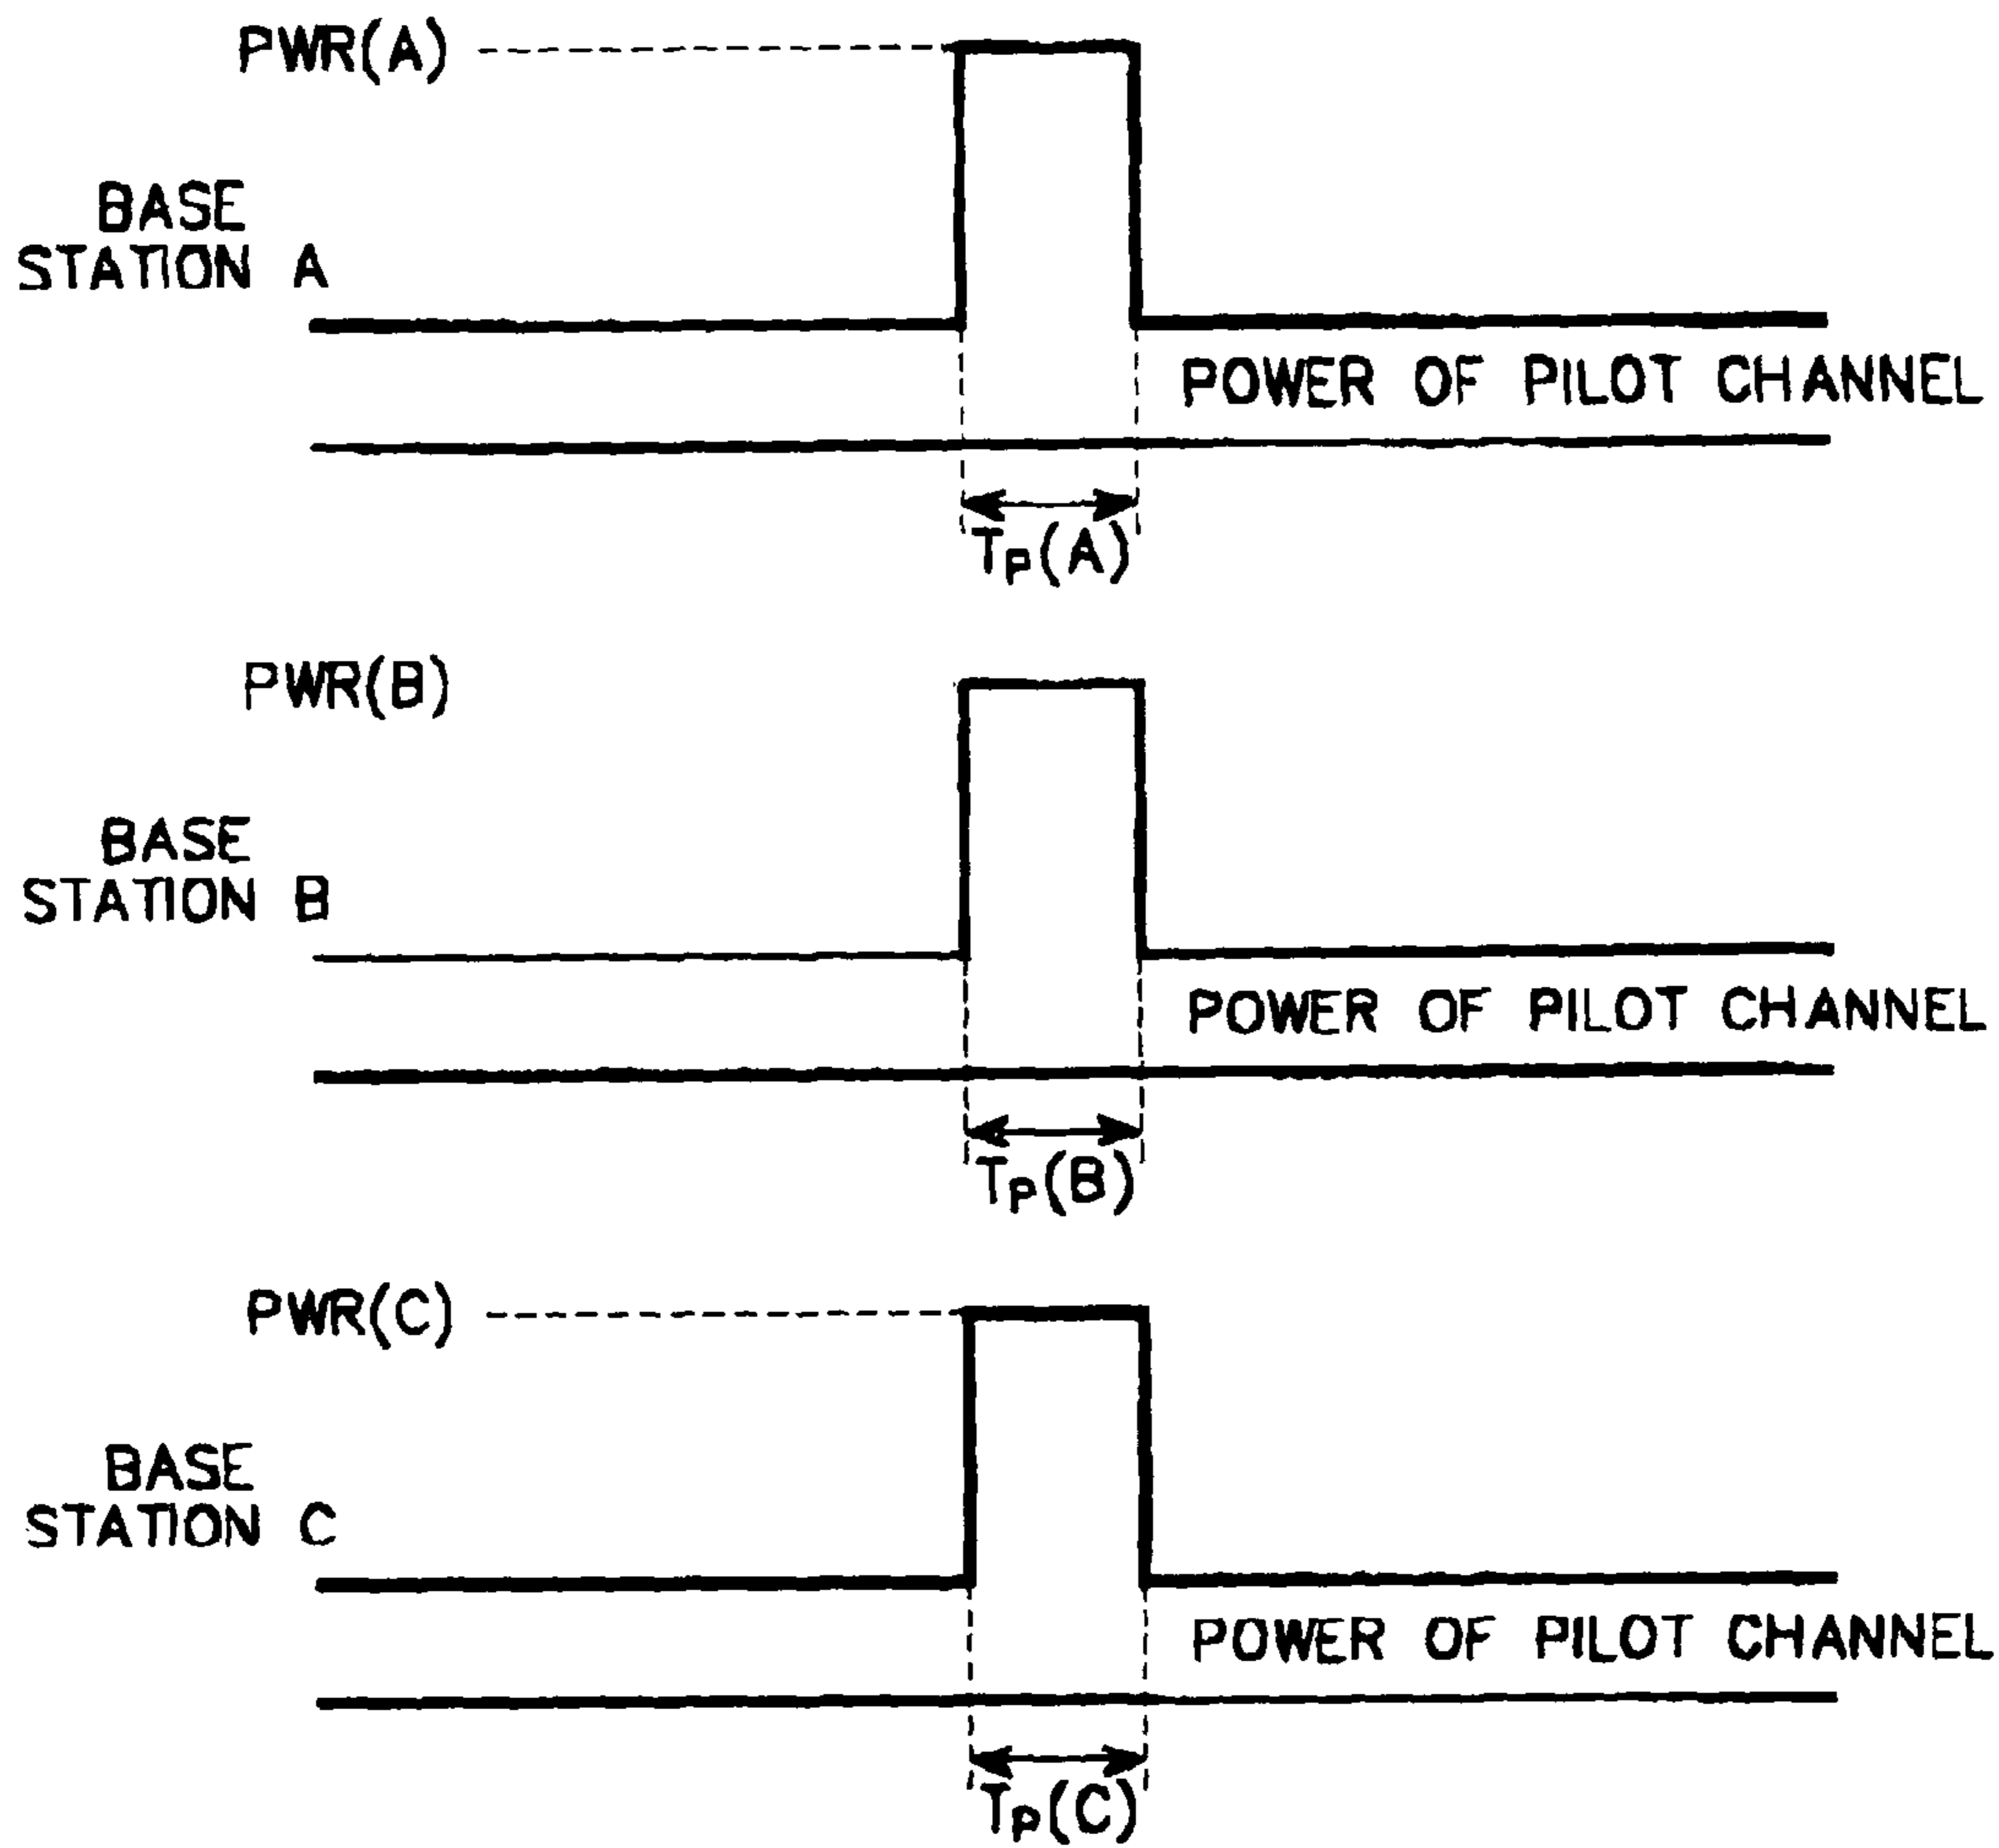 PWR(A)
BASE
STATION A
POWER OF PILOT CHANNEL
Tp(A)
PWR(B)
BASE
STATION B
POWER OF PILOT CHANNEL
Tp(B)
PWR(C)
BASE
STATION C
POWER OF PILOT CHANNEL
Tp(C)